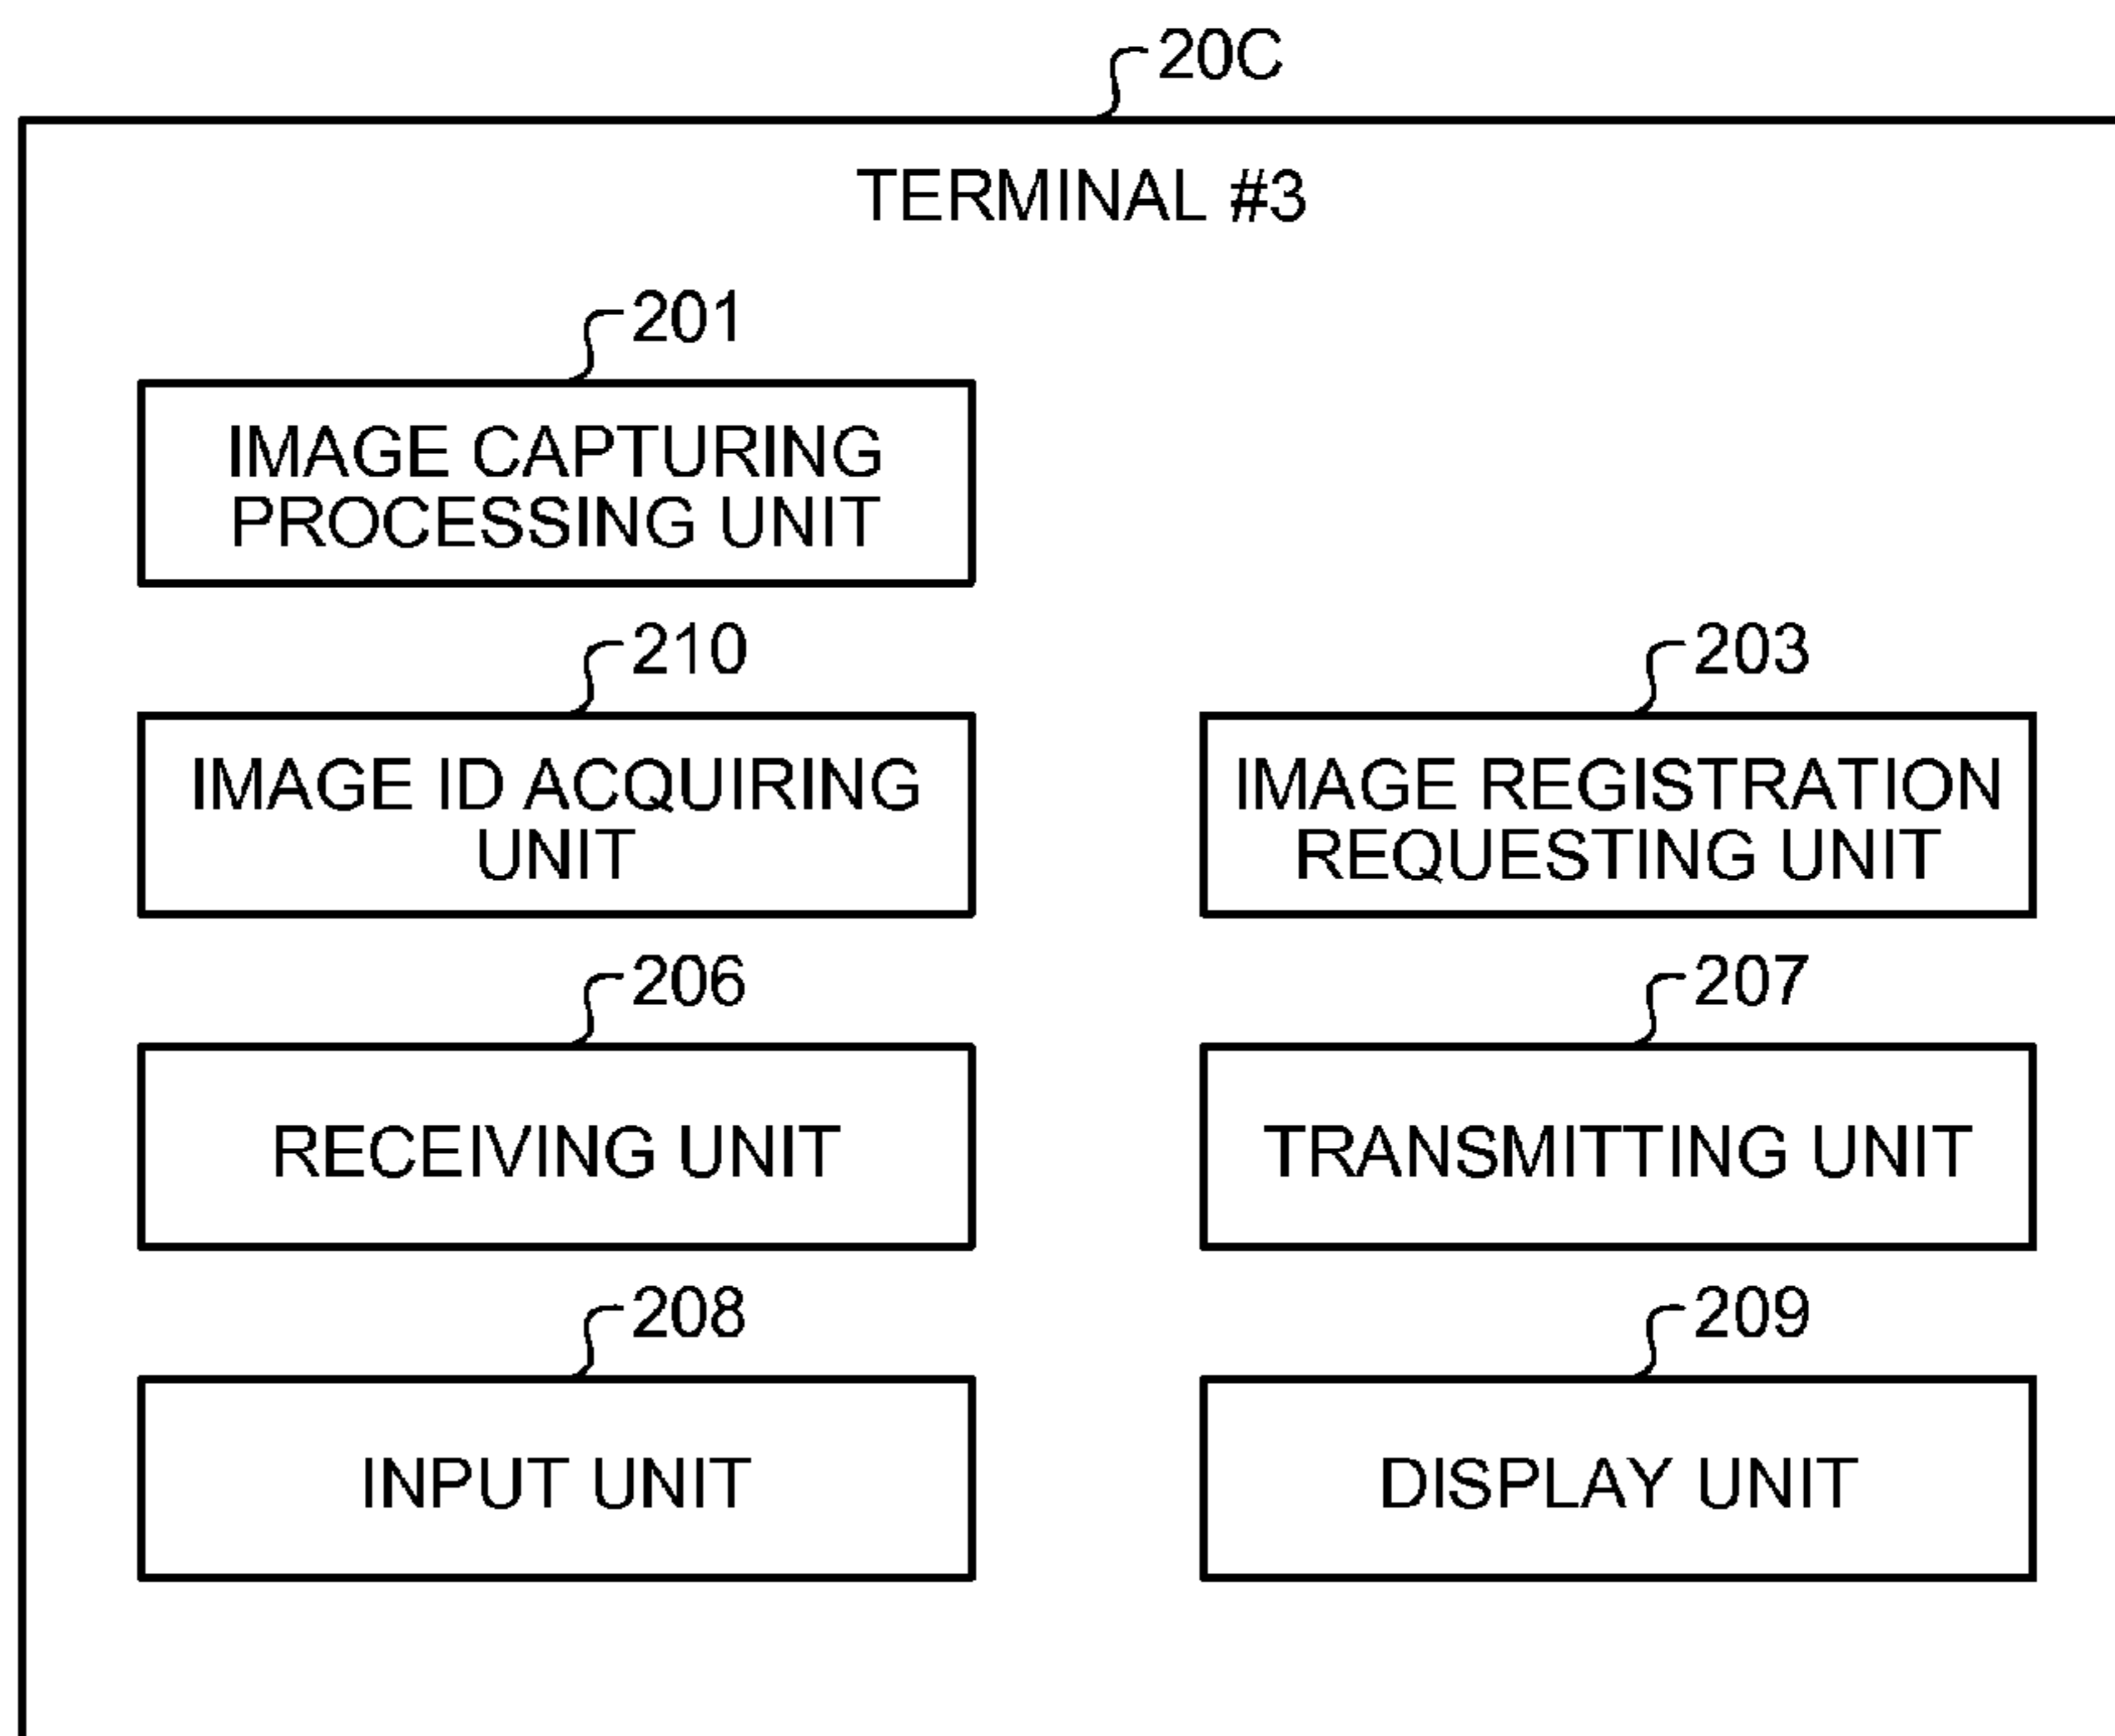 20C
TERMINAL #3
201
IMAGE CAPTURING
PROCESSING UNIT
210
IMAGE ID ACQUIRING
UNIT
203
IMAGE REGISTRATION
REQUESTING UNIT
206
RECEIVING UNIT
207
TRANSMITTING UNIT
208
INPUT UNIT
209
DISPLAY UNIT